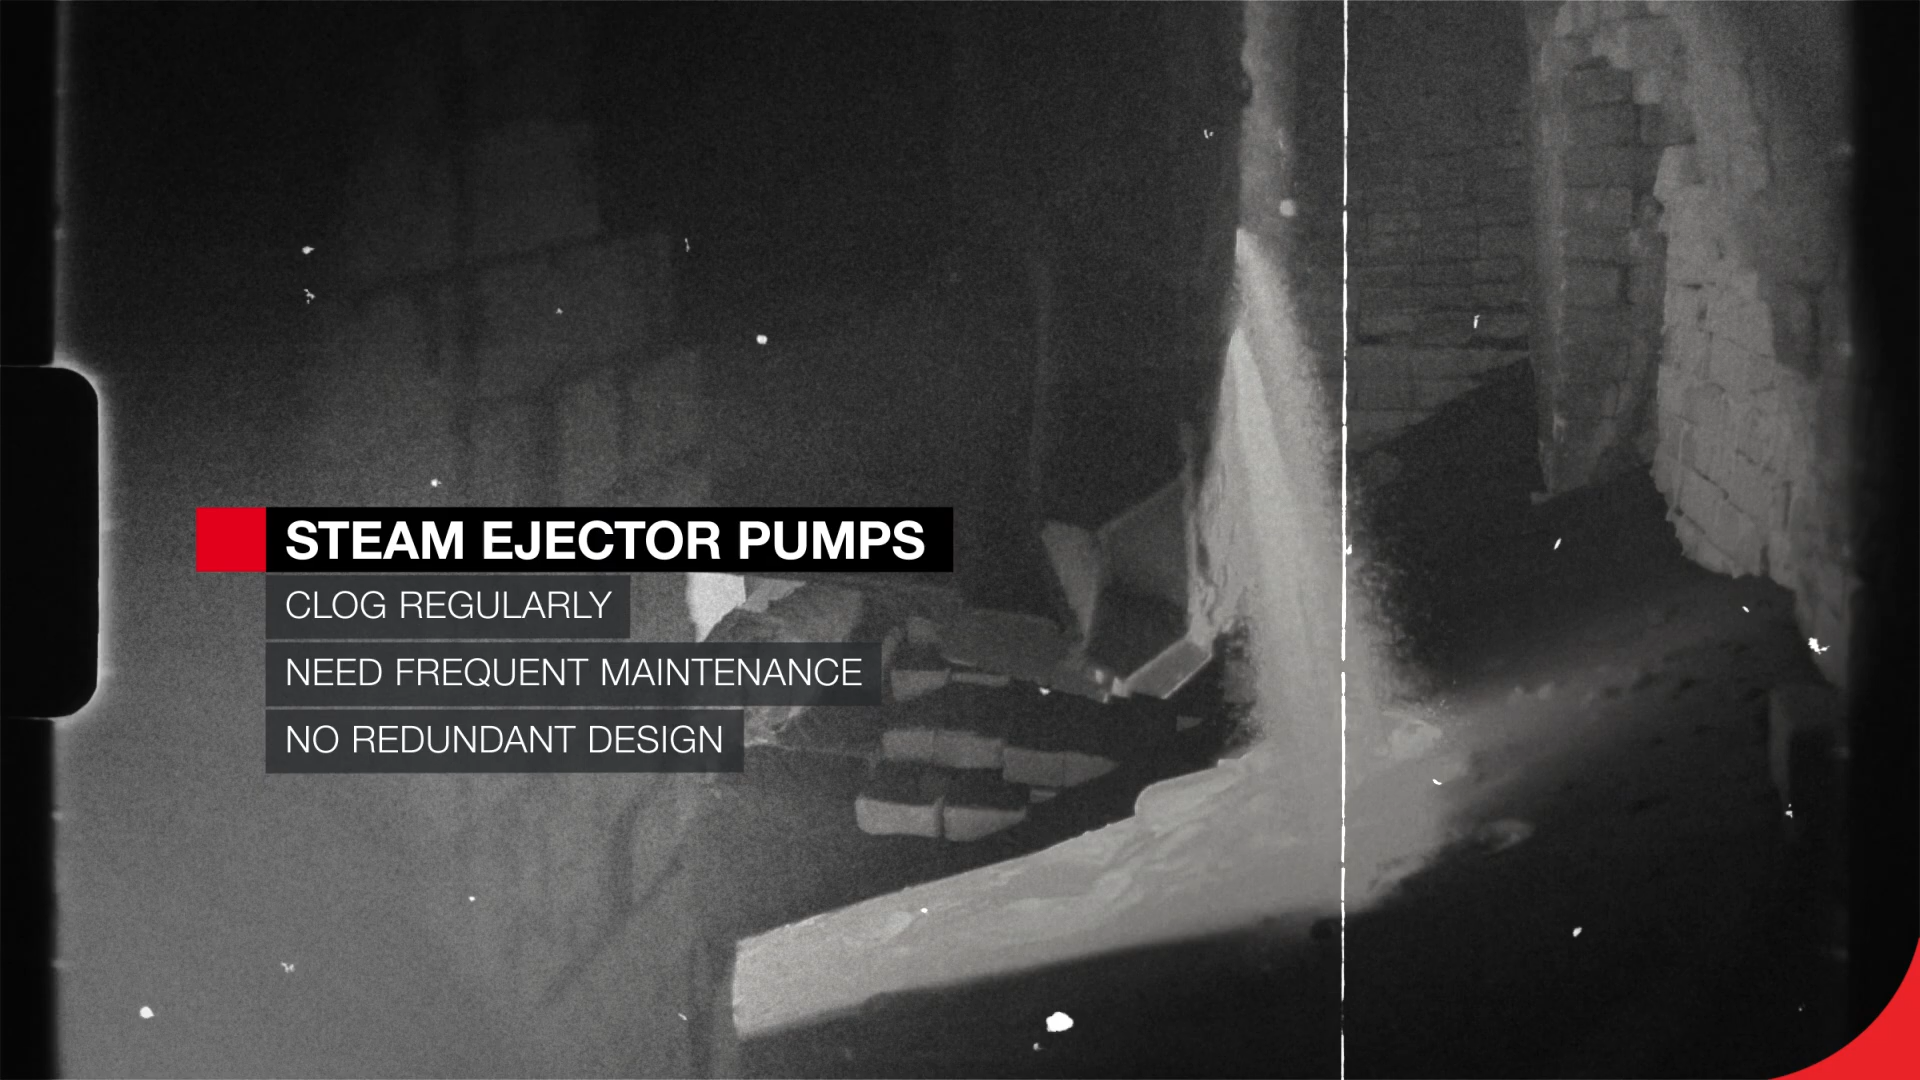 STEAM EJECTOR PUMPS
CLOG REGULARLY
NEED FREQUENT MAINTENANCE
NO REDUNDANT DESIGN